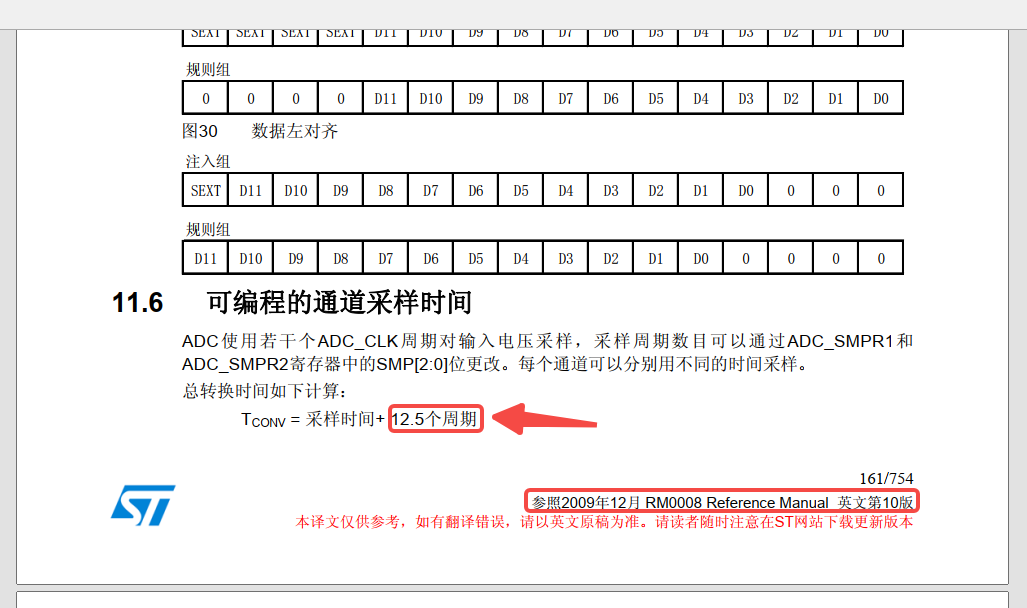 SEXT SEXT SEXT SEXT D11 D10 D9 D8 D7 D6 D5 D4 D3 D2 D1 D0
规则组
0 0 0 0 D11 D10 D9 D8 D7 D6 D5 D4 D3 D2 D1 D0
图30 数据左对齐
注入组
SEXT D11 D10 D9 D8 D7 D6 D5 D4 D3 D2 D1 D0 0 0 0
规则组
D11 D10 D9 D8 D7 D6 D5 D4 D3 D2 D1 D0 0 0 0 0
11.6 可编程的通道采样时间
ADC使用若干个ADC_CLK周期对输入电压采样，采样周期数目可以通过ADC_SMPR1和
ADC_SMPR2寄存器中的SMP[2:0]位更改。每个通道可以分别用不同的时间采样。
总转换时间如下计算：
TCONV = 采样时间+ 12.5个周期
161/754
参照2009年12月 RM0008 Reference Manual 英文第10版
本译文仅供参考，如有翻译错误，请以英文原稿为准。请读者随时注意在ST网站下载更新版本
ST